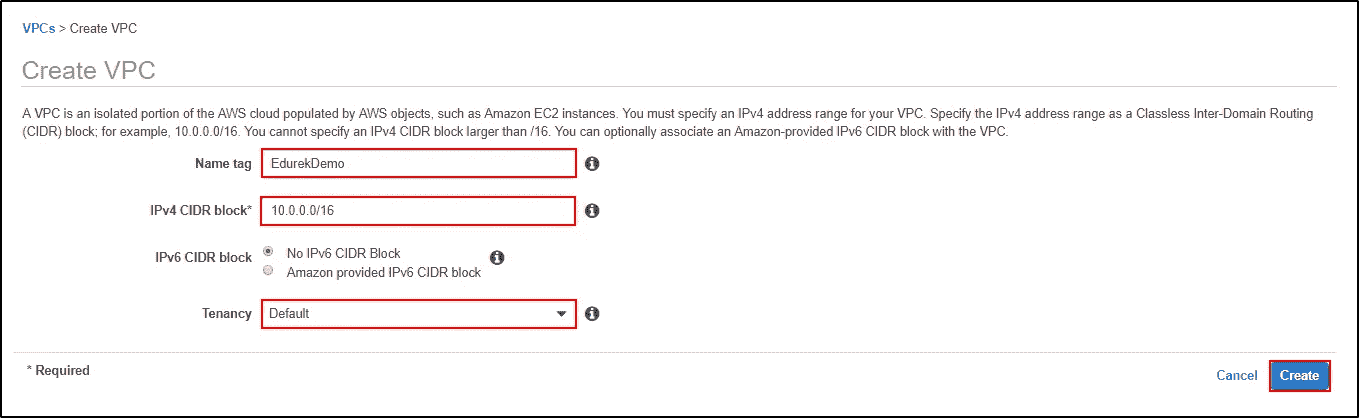 VPCs > Create VPC
Create VPC
A VPC is an isolated portion of the AWS cloud populated by AWS objects, such as Amazon EC2 instances. You must specify an IPv4 address range for your VPC. Specify the IPv4 address range as a Classless Inter-Domain Routing
(CIDR) block; for example, 10.0.0.0/16. You cannot specify an IPv4 CIDR block larger than /16. You can optionally associate an Amazon-provided IPv6 CIDR block with the VPC.
Name tag EdurekDemo
IPv4 CIDR block* 10.0.0.0/16
IPv6 CIDR block No IPv6 CIDR Block
Amazon provided IPv6 CIDR block
Tenancy Default
* Required
Cancel Create